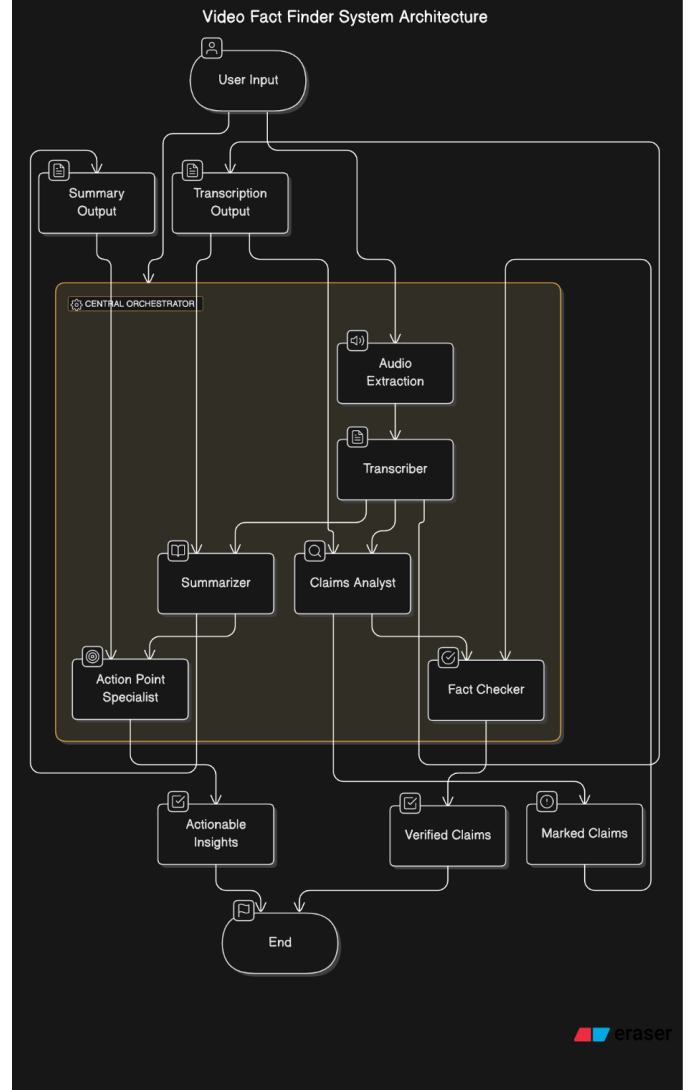 Video Fact Finder System Architecture
User Input
Summary
Output
Transcription
Output
CENTRAL ORCHESTRATOR
Audio
Extraction
Transcriber
Summarizer
Claims Analyst
Action Point
Specialist
Fact Checker
Actionable
Insights
Verified Claims
Marked Claims
End
eraser